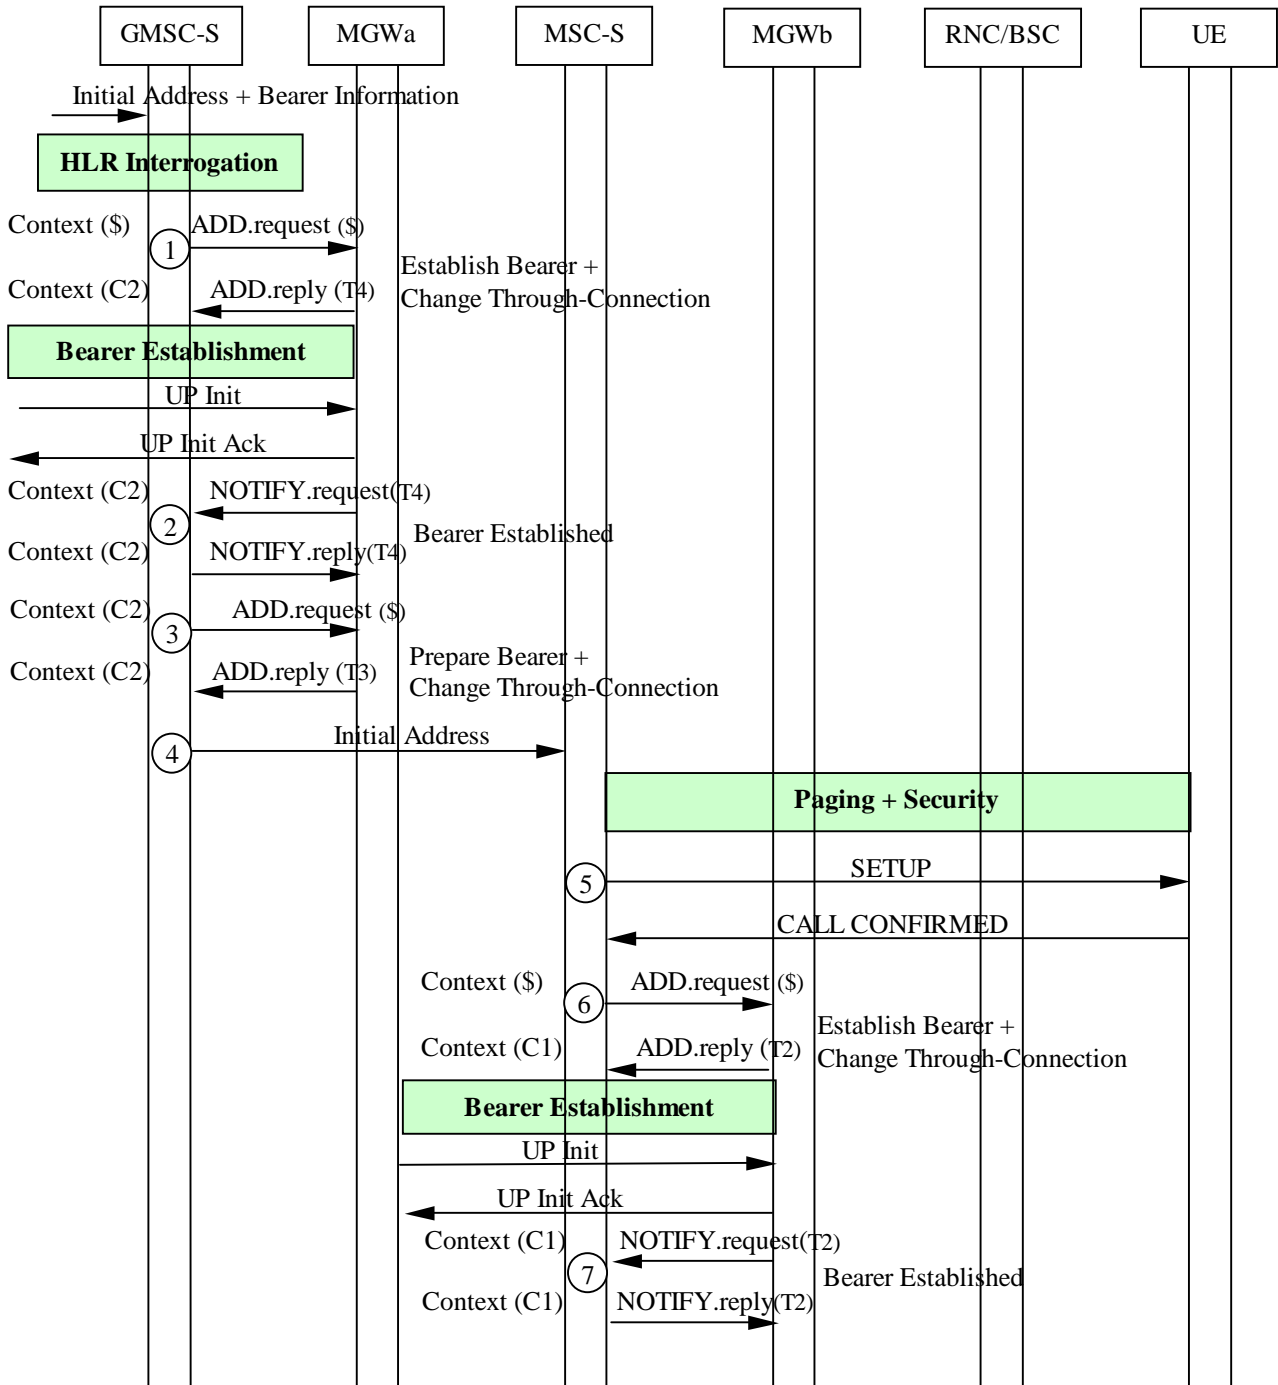 GMSC-S MGWa MSC-S MGWb RNC/BSC UE
Initial Address + Bearer Information
HLR Interrogation
Context ($) ADD.request ($)
1
Establish Bearer +
Context (C2) ADD.reply (T4)
Change Through-Connection
Bearer Establishment
UP Init
UP Init Ack
Context (C2) NOTIFY.request(T4)
2
Bearer Established
Context (C2) NOTIFY.reply(T4)
Context (C2) ADD.request ($)
3
Prepare Bearer +
Context (C2) ADD.reply (T3)
Change Through-Connection
Initial Address
4
Paging + Security
SETUP
5
CALL CONFIRMED
Context ($) ADD.request ($)
6
Establish Bearer +
Context (C1) ADD.reply (T2)
Change Through-Connection
Bearer Establishment
UP Init
UP Init Ack
Context (C1) NOTIFY.request(T2)
7
Bearer Established
Context (C1) NOTIFY.reply(T2)